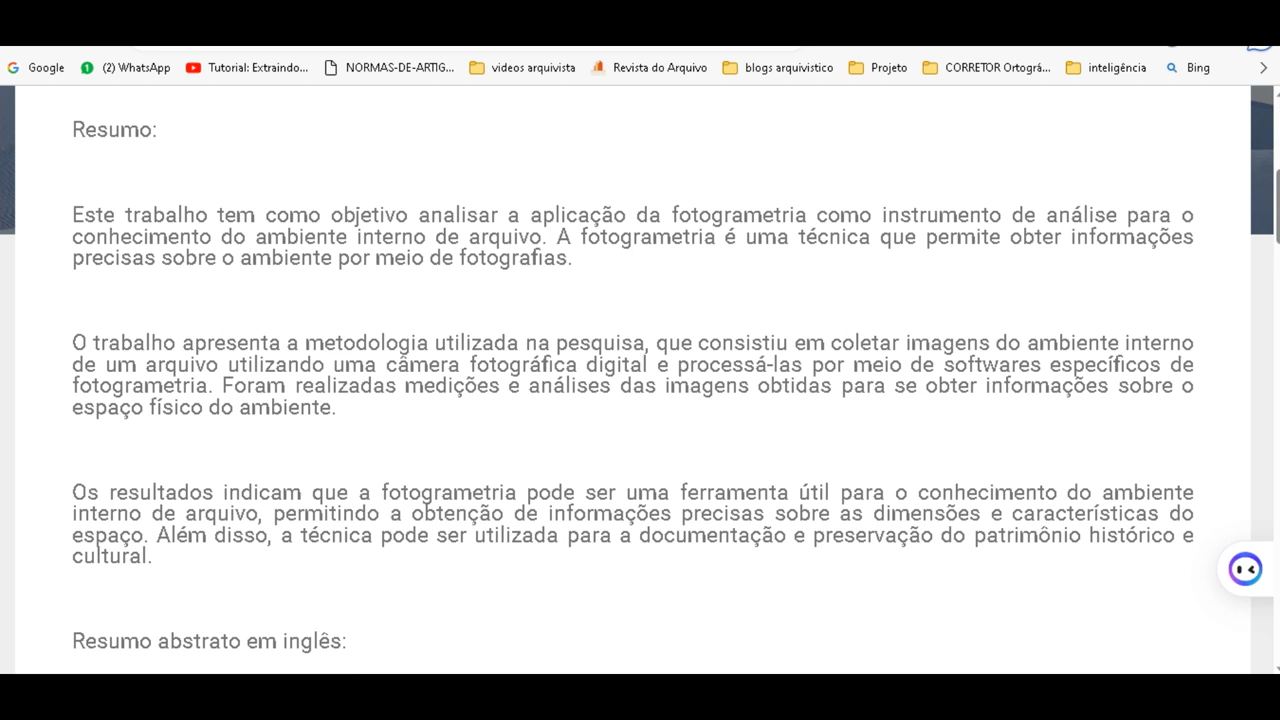 Google (2) WhatsApp Tutorial: Extraindo... NORMAS-DE-ARTIG... videos arquivista Revista do Arquivo blogs arquivistico Projeto CORRETOR Ortográ... inteligência Bing
Resumo:
Este trabalho tem como objetivo analisar a aplicação da fotogrametria como instrumento de análise para o
conhecimento do ambiente interno de arquivo. A fotogrametria é uma técnica que permite obter informações
precisas sobre o ambiente por meio de fotografias.
O trabalho apresenta a metodologia utilizada na pesquisa, que consistiu em coletar imagens do ambiente interno
de um arquivo utilizando uma câmera fotográfica digital e processá-las por meio de softwares específicos de
fotogrametria. Foram realizadas medições e análises das imagens obtidas para se obter informações sobre o
espaço físico do ambiente.
Os resultados indicam que a fotogrametria pode ser uma ferramenta útil para o conhecimento do ambiente
interno de arquivo, permitindo a obtenção de informações precisas sobre as dimensões e características do
espaço. Além disso, a técnica pode ser utilizada para a documentação e preservação do patrimônio histórico e
cultural.
Resumo abstrato em inglês: